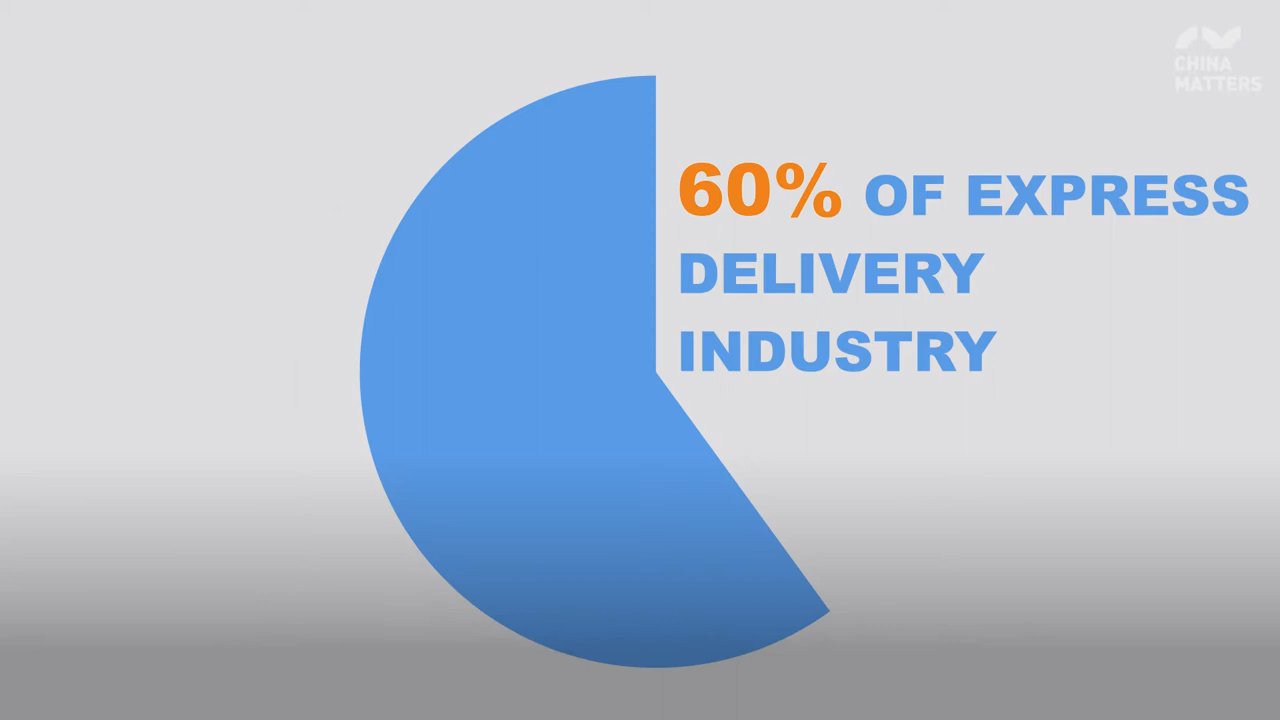 CHINA
MATTERS
60% OF EXPRESS
DELIVERY
INDUSTRY